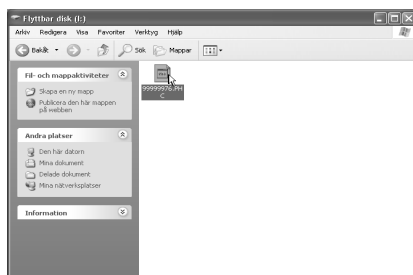 Flyttbar disk (I:)
Arkiv Redigera Visa Favoriter Verktyg Hjälp
Bakåt Sök Mappar
Fil- och mappaktiviteter
Skapa en ny mapp
Publicera den här mappen
på webben
99999976.PH
C
Andra platser
Den här datorn
Mina dokument
Delade dokument
Mina nätverksplatser
Information